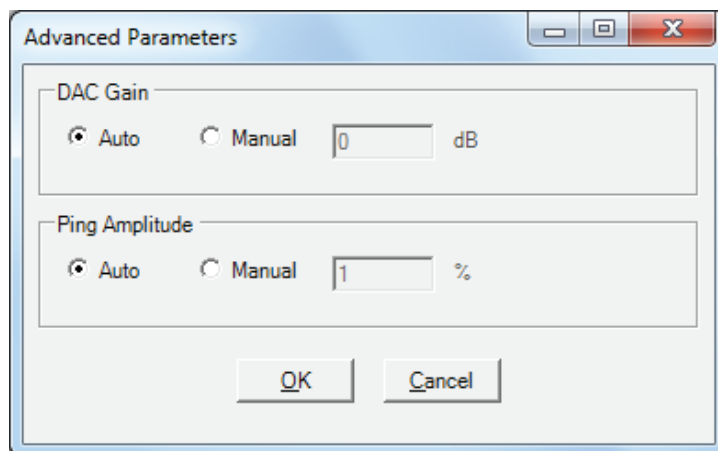 Advanced Parameters
DAC Gain
Auto Manual 0 dB
Ping Amplitude
Auto Manual 1 %
OK Cancel